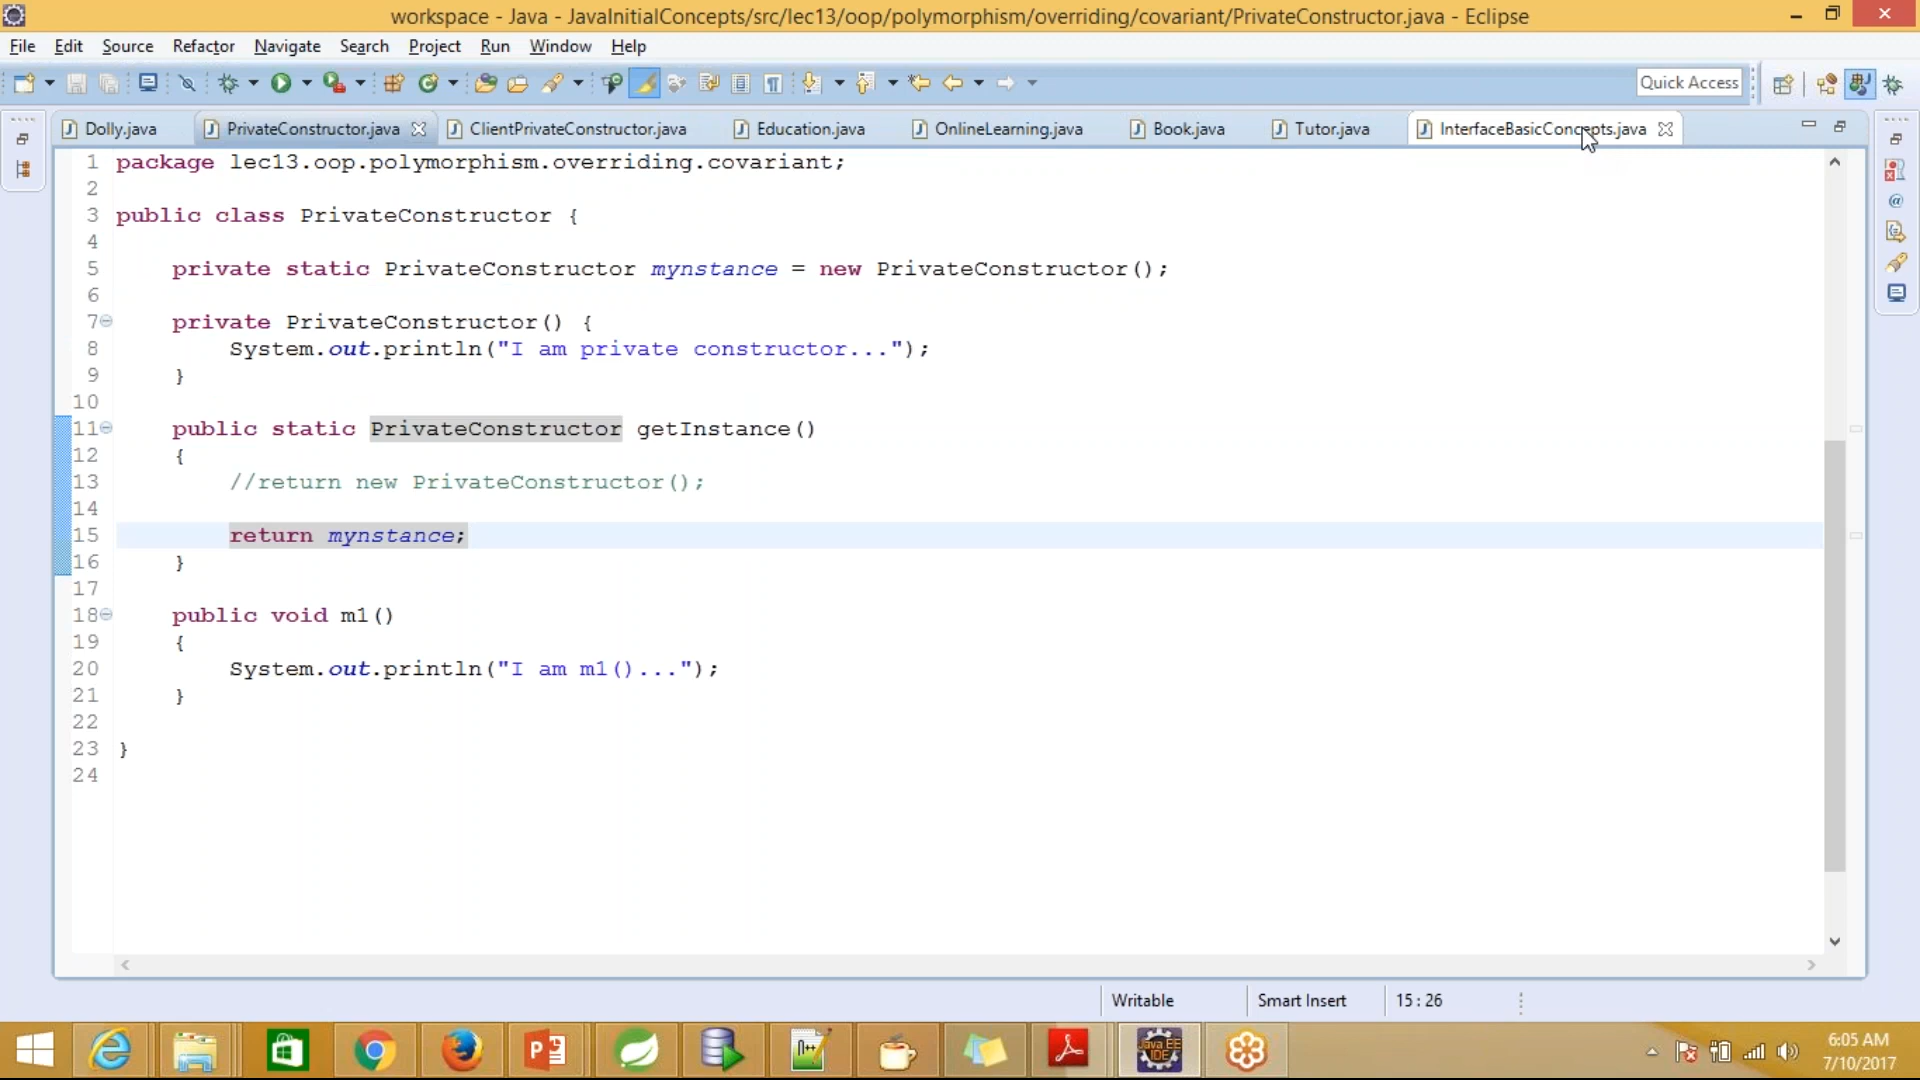 workspace - Java - JavaInitialConcepts/src/lec13/oop/polymorphism/overriding/covariant/PrivateConstructor.java - Eclipse
File Edit Source Refactor Navigate Search Project Run Window Help
Quick Access
Dolly.java PrivateConstructor.java ClientPrivateConstructor.java Education.java OnlineLearning.java Book.java Tutor.java InterfaceBasicConcepts.java
1 package lec13.oop.polymorphism.overriding.covariant;
2
3 public class PrivateConstructor {
4
5 private static PrivateConstructor mynstance = new PrivateConstructor();
6
7 private PrivateConstructor() {
8 System.out.println("I am private constructor...");
9 }
10
11 public static PrivateConstructor getInstance()
12 {
13 //return new PrivateConstructor();
14
15 return mynstance;
16 }
17
18 public void m1()
19 {
20 System.out.println("I am m1()...");
21 }
22
23 }
24
Writable Smart Insert 15 : 26
Java EE
IDE
6:05 AM
7/10/2017